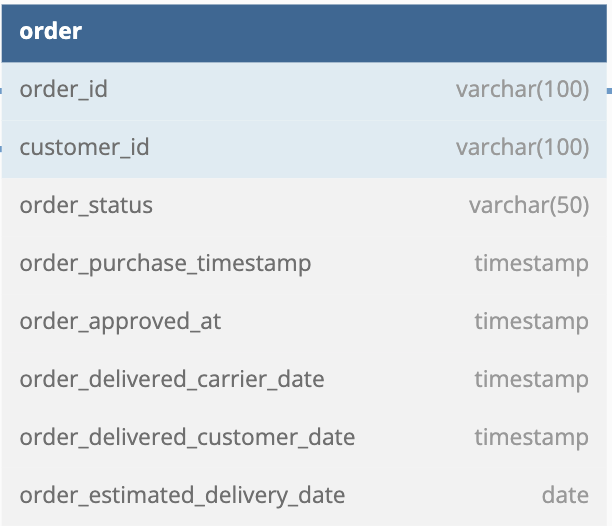 order
order_id varchar(100)
customer_id varchar(100)
order_status varchar(50)
order_purchase_timestamp timestamp
order_approved_at timestamp
order_delivered_carrier_date timestamp
order_delivered_customer_date timestamp
order_estimated_delivery_date date